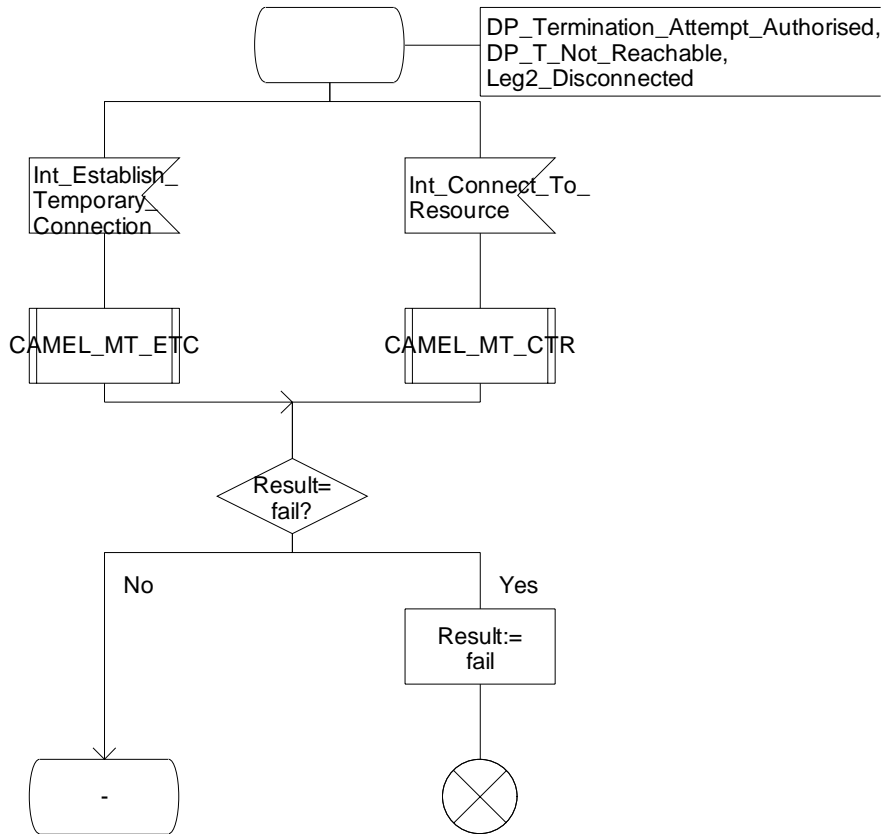 DP_Termination_Attempt_Authorised,
DP_T_Not_Reachable,
Leg2_Disconnected
Int_Establish_
Temporary_
Connection
Int_Connect_To_
Resource
CAMEL_MT_ETC
CAMEL_MT_CTR
Result=
fail?
No
Yes
Result:=
fail
-